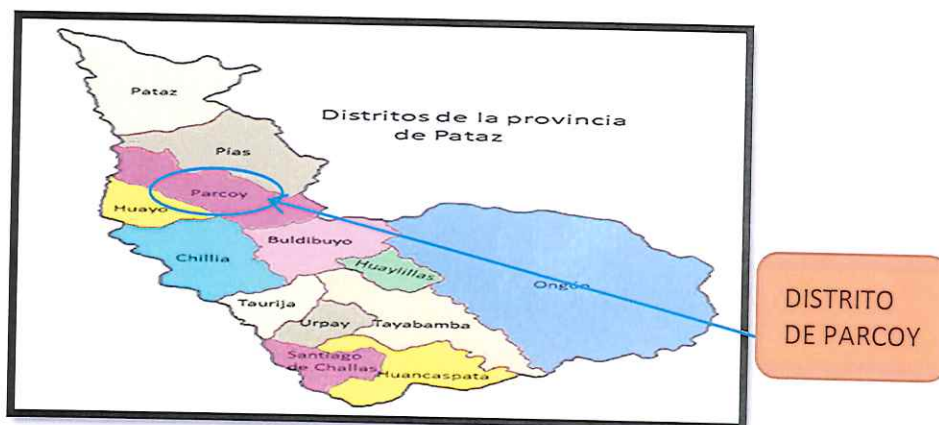 Pataz
Distritos de la provincia
de Pataz
Pías
Parcoy
Huayo
Buldibuyo
Chillia
Huaylillas
Ongón
Taurija
Urpay
Tayabamba
Santiago
de Challas
Huancaspata
DISTRITO
DE PARCOY